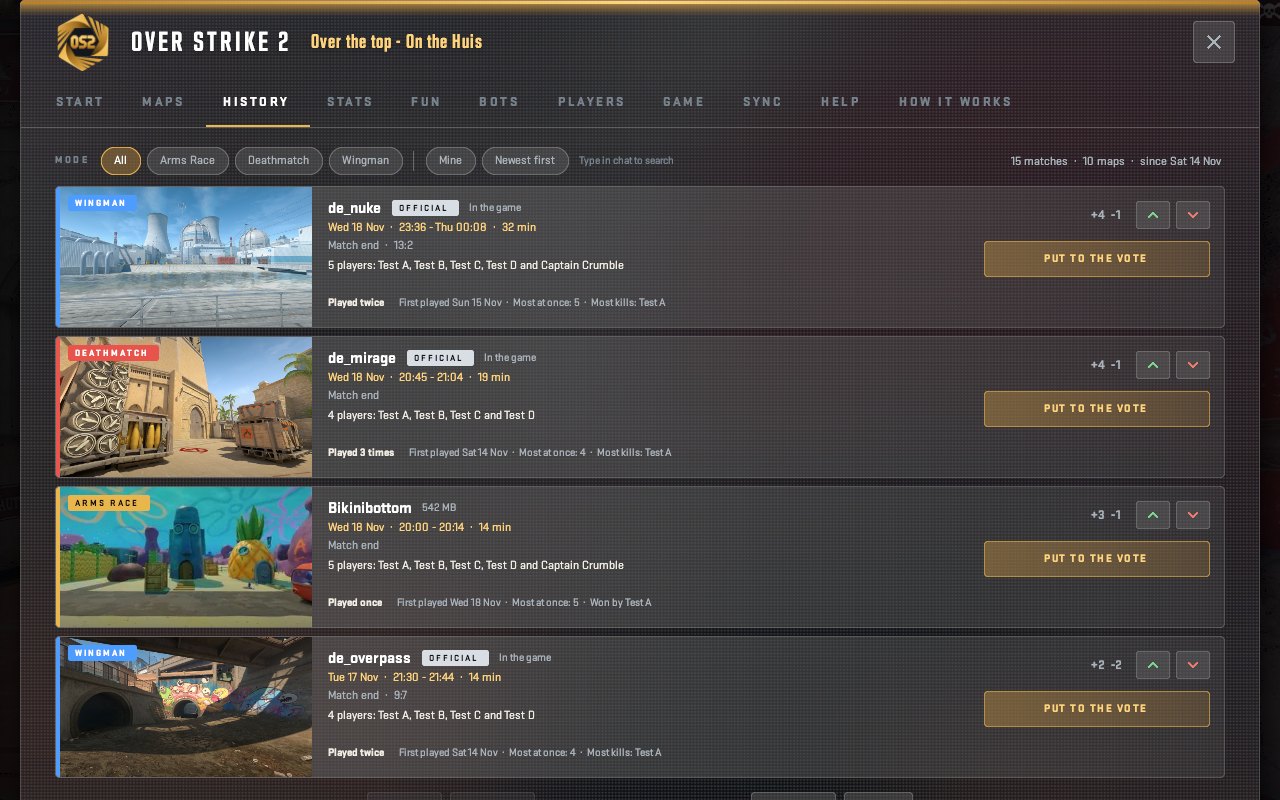 OS2
OVER STRIKE 2
Over the top - On the Huis
START MAPS HISTORY STATS FUN BOTS PLAYERS GAME SYNC HELP HOW IT WORKS
MODE All Arms Race Deathmatch Wingman Mine Newest first Type in chat to search 15 matches · 10 maps · since Sat 14 Nov
WINGMAN
de_nuke OFFICIAL In the game
+4 -1
Wed 18 Nov · 23:36 - Thu 00:08 · 32 min
Match end · 13:2
PUT TO THE VOTE
5 players: Test A, Test B, Test C, Test D and Captain Crumble
Played twice First played Sun 15 Nov · Most at once: 5 · Most kills: Test A
DEATHMATCH
de_mirage OFFICIAL In the game
+4 -1
Wed 18 Nov · 20:45 - 21:04 · 19 min
Match end
PUT TO THE VOTE
4 players: Test A, Test B, Test C and Test D
Played 3 times First played Sat 14 Nov · Most at once: 4 · Most kills: Test A
ARMS RACE
Bikinibottom 542 MB
+3 -1
Wed 18 Nov · 20:00 - 20:14 · 14 min
Match end
PUT TO THE VOTE
5 players: Test A, Test B, Test C, Test D and Captain Crumble
Played once First played Wed 18 Nov · Most at once: 5 · Won by Test A
WINGMAN
de_overpass OFFICIAL In the game
+2 -2
Tue 17 Nov · 21:30 - 21:44 · 14 min
Match end · 9:7
PUT TO THE VOTE
4 players: Test A, Test B, Test C and Test D
Played twice First played Sat 14 Nov · Most at once: 4 · Most kills: Test A